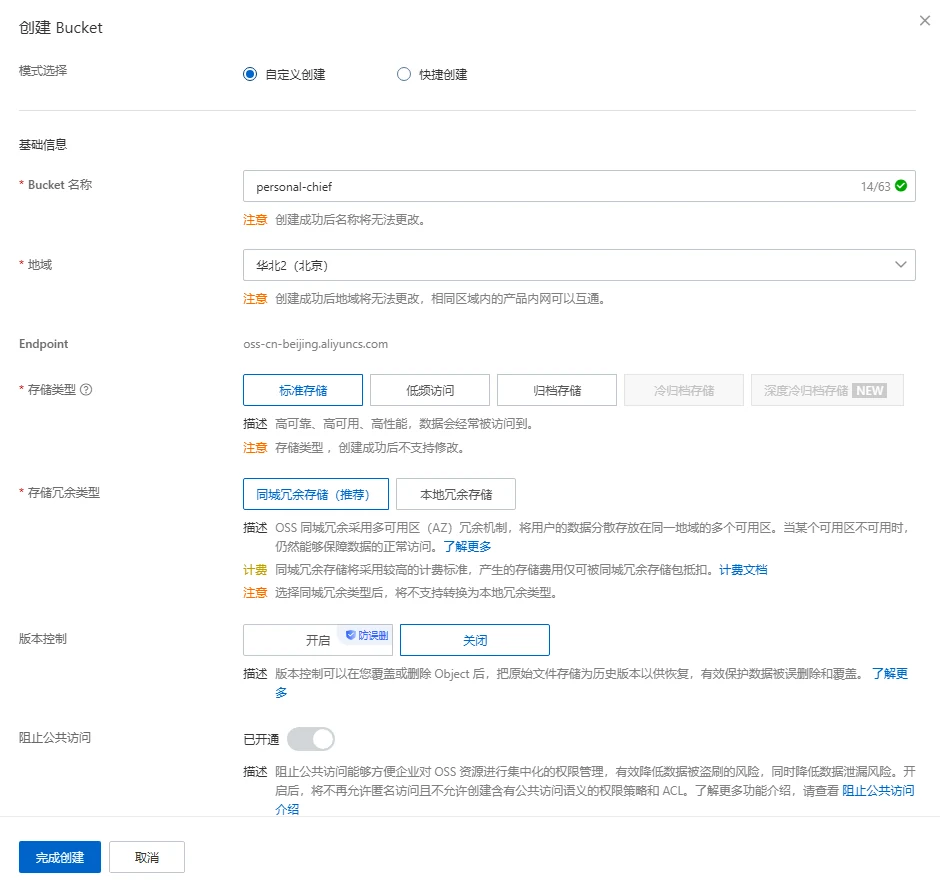 创建 Bucket
模式选择
自定义创建
快捷创建
基础信息
* Bucket 名称
personal-chief
14/63
注意 创建成功后名称将无法更改。
* 地域
华北2（北京）
注意 创建成功后地域将无法更改，相同区域内的产品内网可以互通。
Endpoint
oss-cn-beijing.aliyuncs.com
* 存储类型 ?
标准存储
低频访问
归档存储
冷归档存储
深度冷归档存储 NEW
描述 高可靠、高可用、高性能，数据会经常被访问到。
注意 存储类型 ，创建成功后不支持修改。
* 存储冗余类型
同城冗余存储（推荐）
本地冗余存储
描述 OSS 同城冗余采用多可用区（AZ）冗余机制，将用户的数据分散存放在同一地域的多个可用区。当某个可用区不可用时，
仍然能够保障数据的正常访问。了解更多
计费 同城冗余存储将采用较高的计费标准，产生的存储费用仅可被同城冗余存储包抵扣。计费文档
注意 选择同城冗余类型后，将不支持转换为本地冗余类型。
版本控制
开启
防误删
关闭
描述 版本控制可以在您覆盖或删除 Object 后，把原始文件存储为历史版本以供恢复，有效保护数据被误删除和覆盖。 了解更
多
阻止公共访问
已开通
描述 阻止公共访问能够方便企业对 OSS 资源进行集中化的权限管理，有效降低数据被盗刷的风险，同时降低数据泄漏风险。开
启后，将不再允许匿名访问且不允许创建含有公共访问语义的权限策略和 ACL。了解更多功能介绍，请查看 阻止公共访问
介绍
完成创建
取消